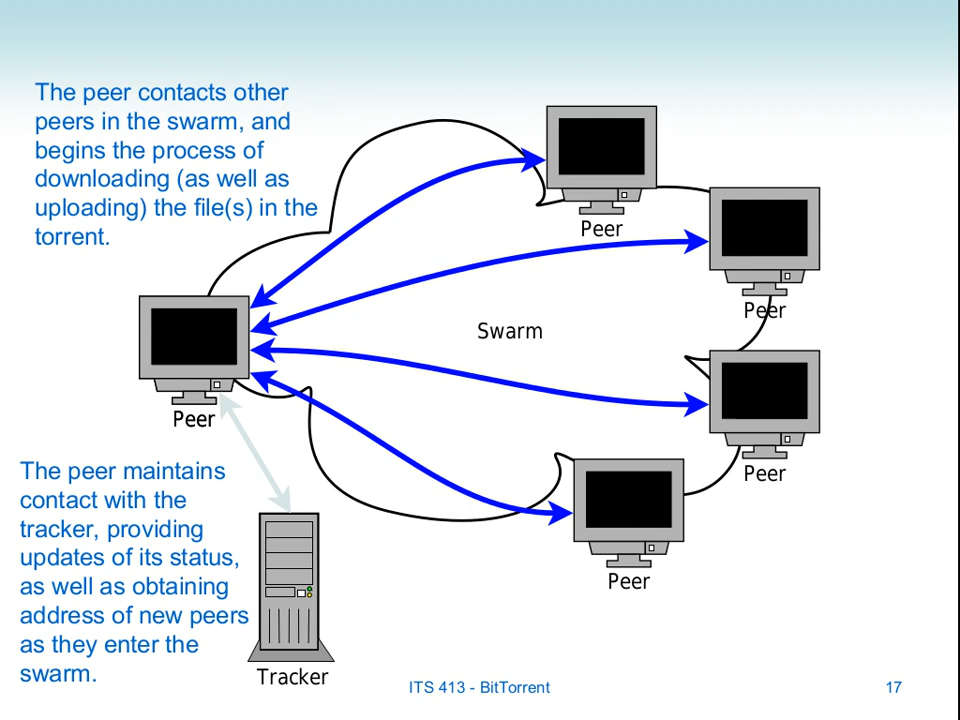 The peer contacts other
peers in the swarm, and
begins the process of
downloading (as well as
uploading) the file(s) in the
torrent.
Peer
Peer
Swarm
Peer
Peer
Peer
The peer maintains
contact with the
tracker, providing
updates of its status,
as well as obtaining
address of new peers
as they enter the
swarm.
Tracker
ITS 413 - BitTorrent
17